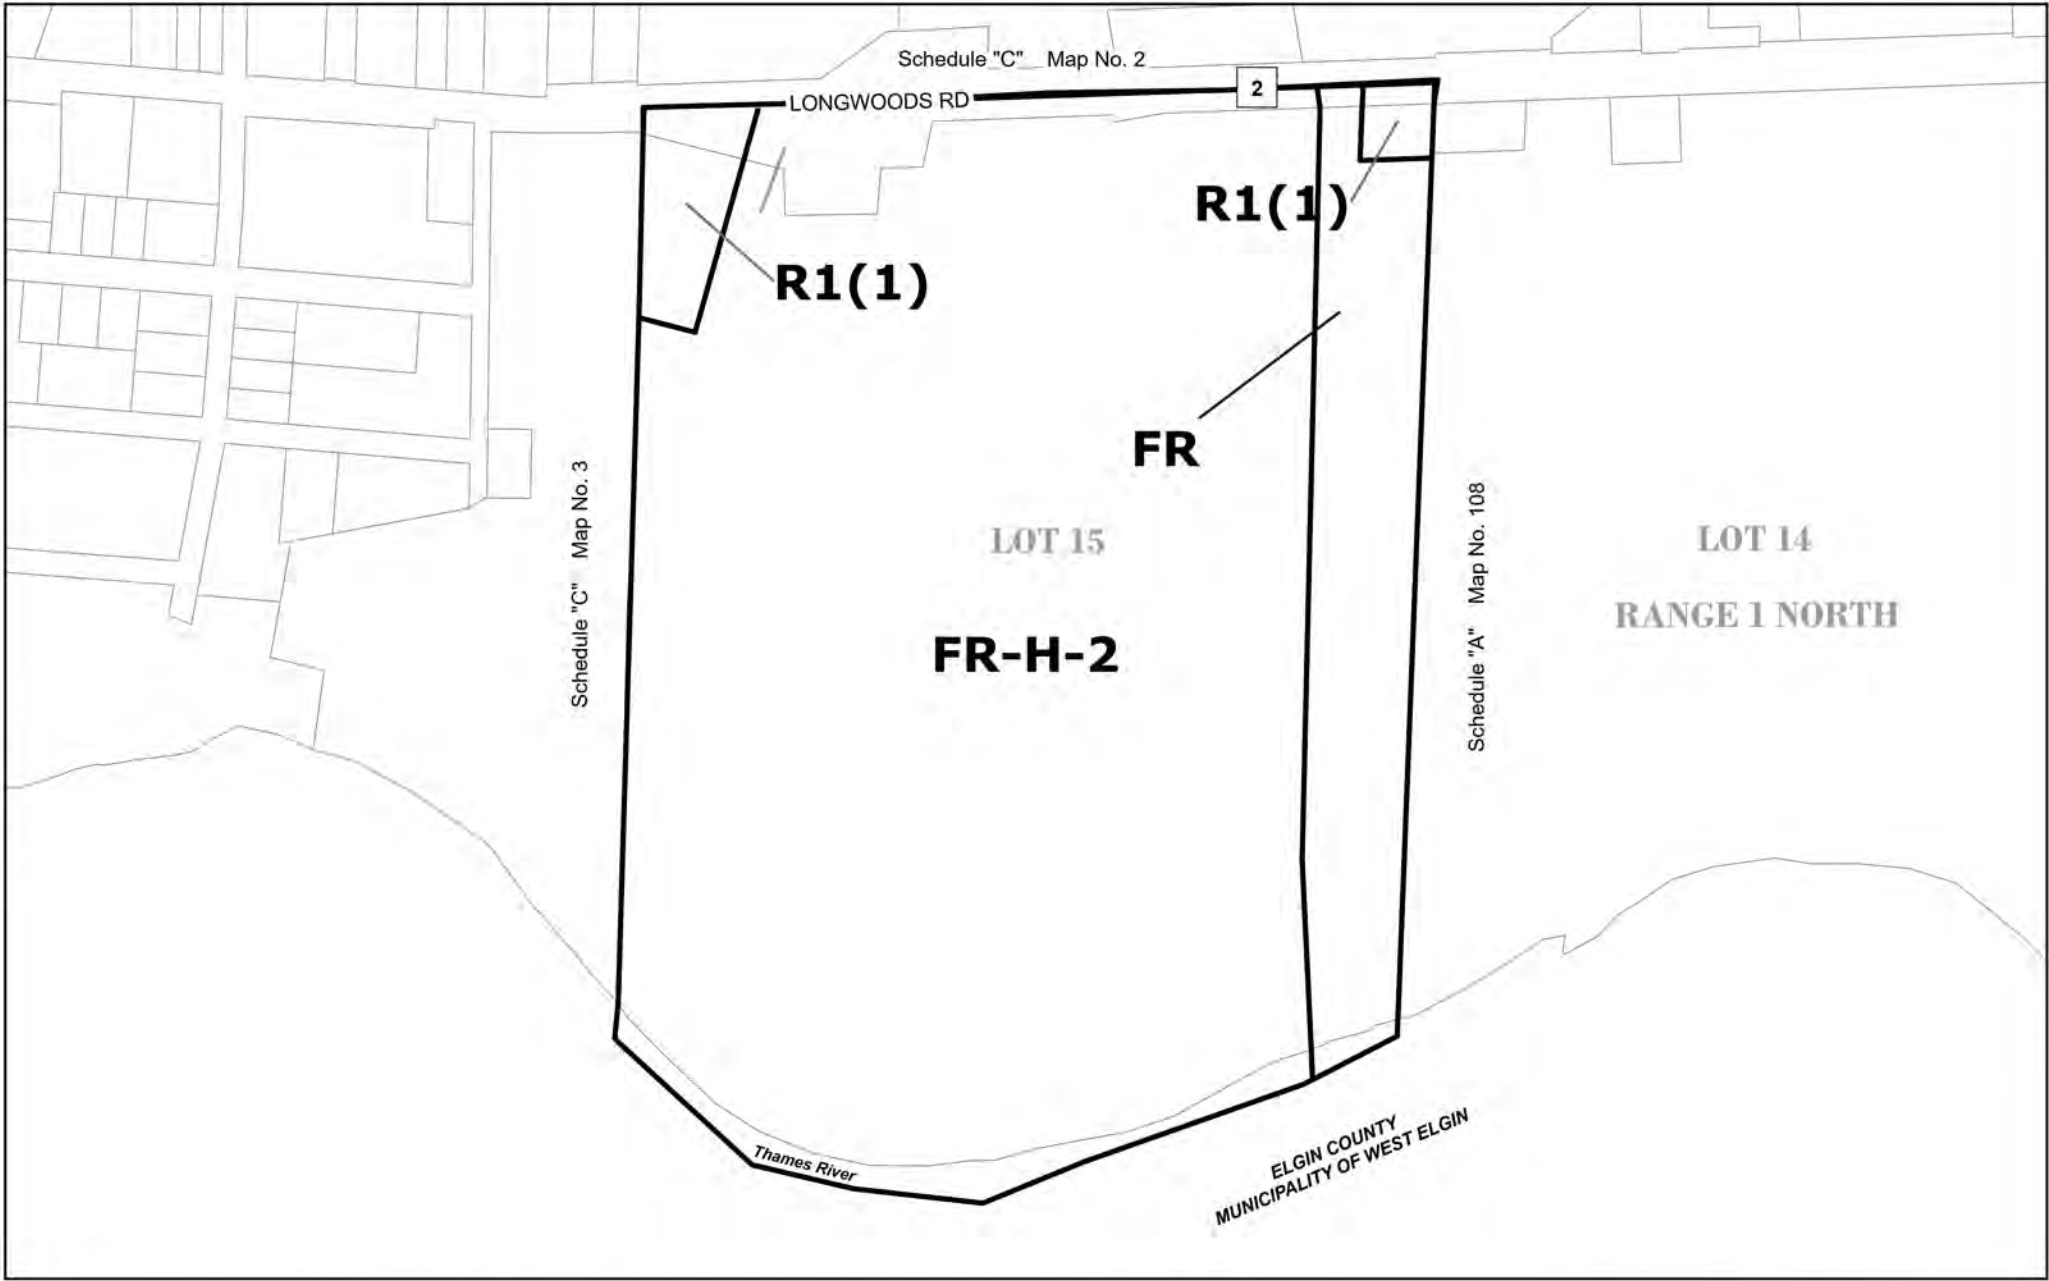 Schedule "C" Map No. 2
2
LONGWOODS RD
R1(1)
R1(1)
FR
Schedule "C" Map No. 3
Schedule "A" Map No. 108
LOT 15
LOT 14
RANGE 1 NORTH
FR-H-2
Thames River
ELGIN COUNTY
MUNICIPALITY OF WEST ELGIN